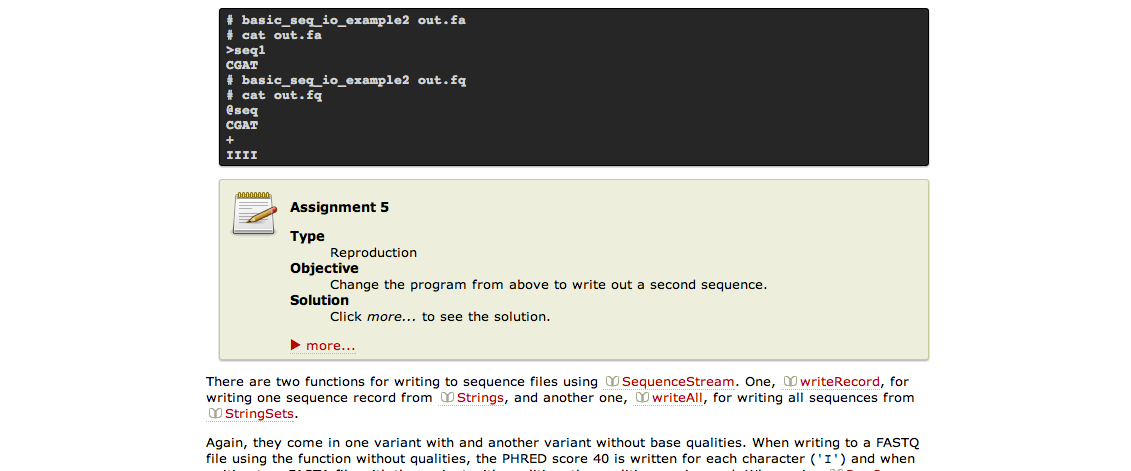 # basic_seq_io_example2 out.fa
# cat out.fa
>seq1
CGAT
# basic_seq_io_example2 out.fq
# cat out.fq
@seq
CGAT
+
IIII
Assignment 5
Type
Reproduction
Objective
Change the program from above to write out a second sequence.
Solution
Click more... to see the solution.
▶ more...
There are two functions for writing to sequence files using SequenceStream. One, writeRecord, for
writing one sequence record from Strings, and another one, writeAll, for writing all sequences from
StringSets.
Again, they come in one variant with and another variant without base qualities. When writing to a FASTQ
file using the function without qualities, the PHRED score 40 is written for each character ('I') and when